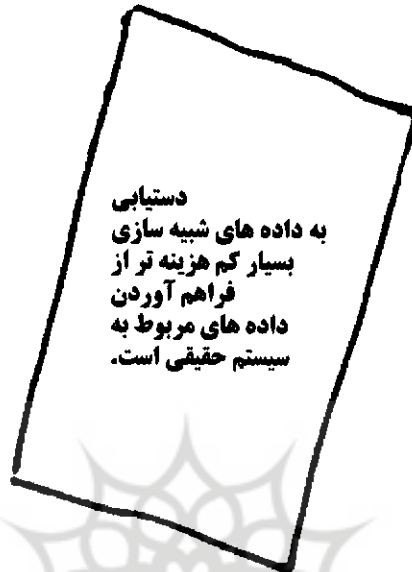 دستیابی
به داده های شبیه سازی
بسیار کم هزینه تر از
فراهم آوردن
داده های مربوط به
سیستم حقیقی است.